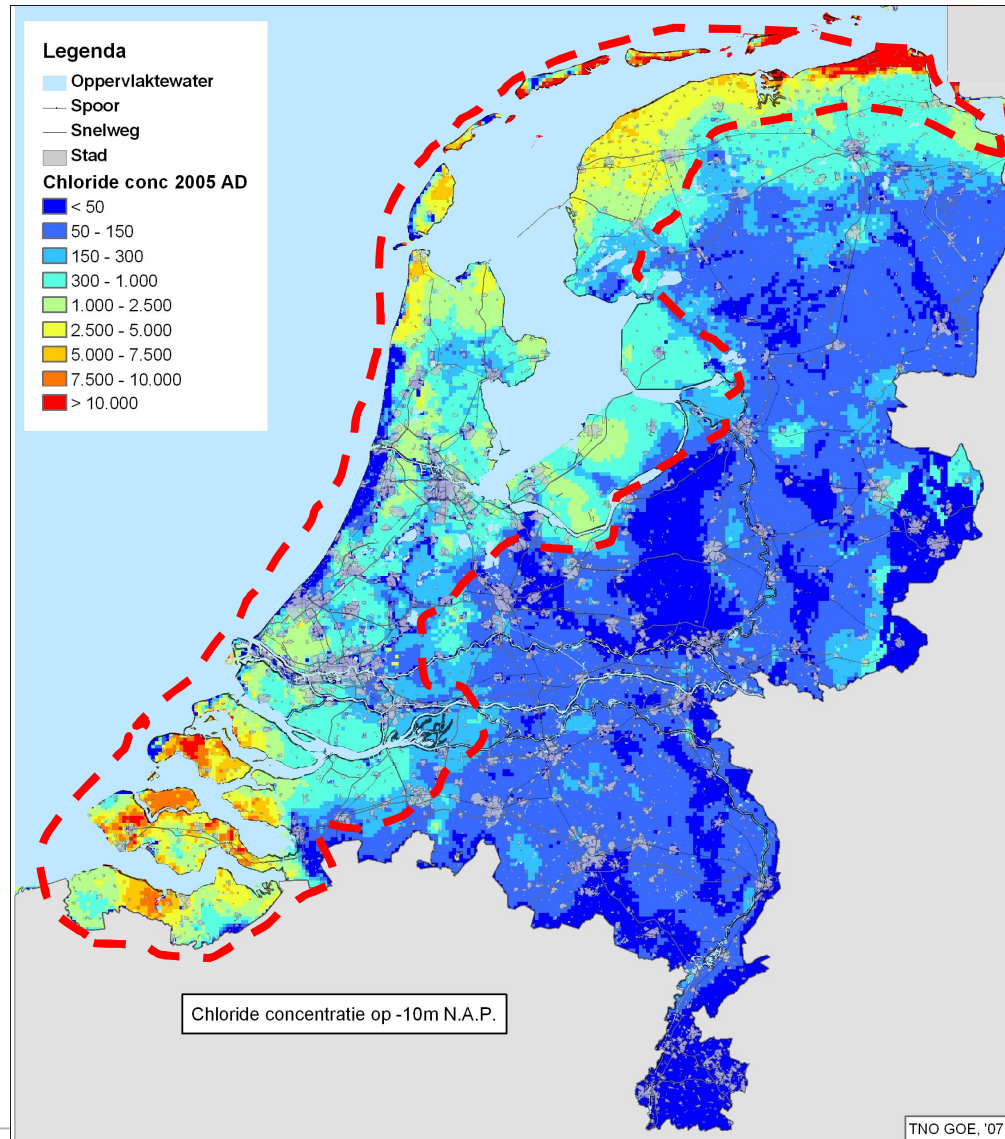 Legenda
Oppervlaktewater
Spoor
Snelweg
Stad
Chloride conc 2005 AD
< 50
50 - 150
150 - 300
300 - 1.000
1.000 - 2.500
2.500 - 5.000
5.000 - 7.500
7.500 - 10.000
> 10.000
Chloride concentratie op -10m N.A.P.
TNO GOE, '07